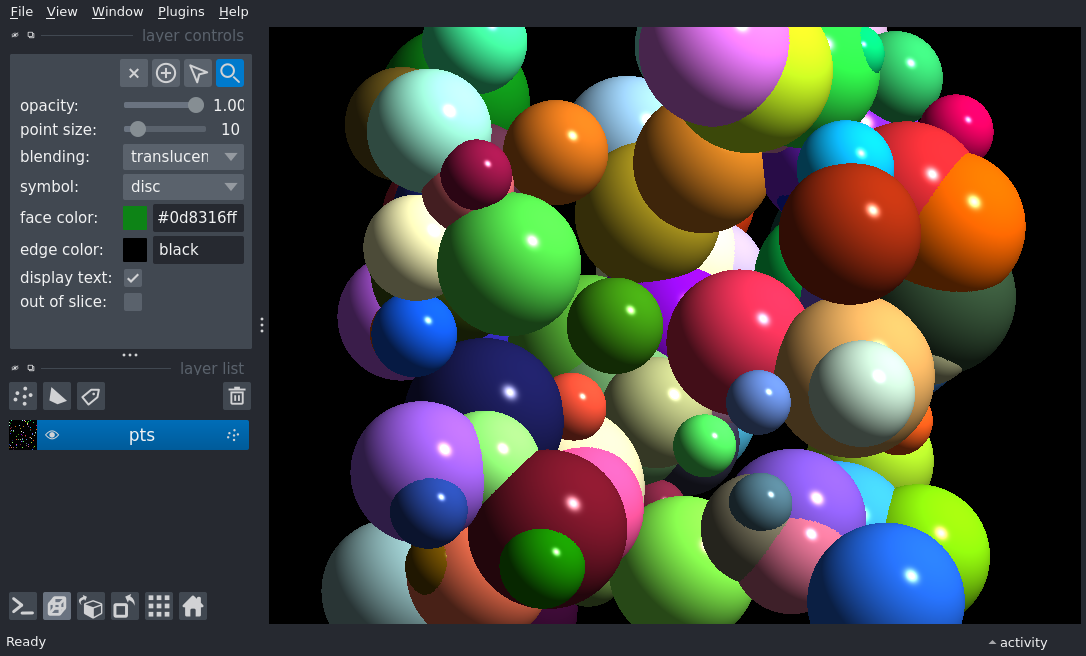 File View Window Plugins Help
layer controls
opacity: 1.00
point size: 10
blending: translucen
symbol: disc
face color: #0d8316ff
edge color: black
display text:
out of slice:
layer list
pts
Ready
activity